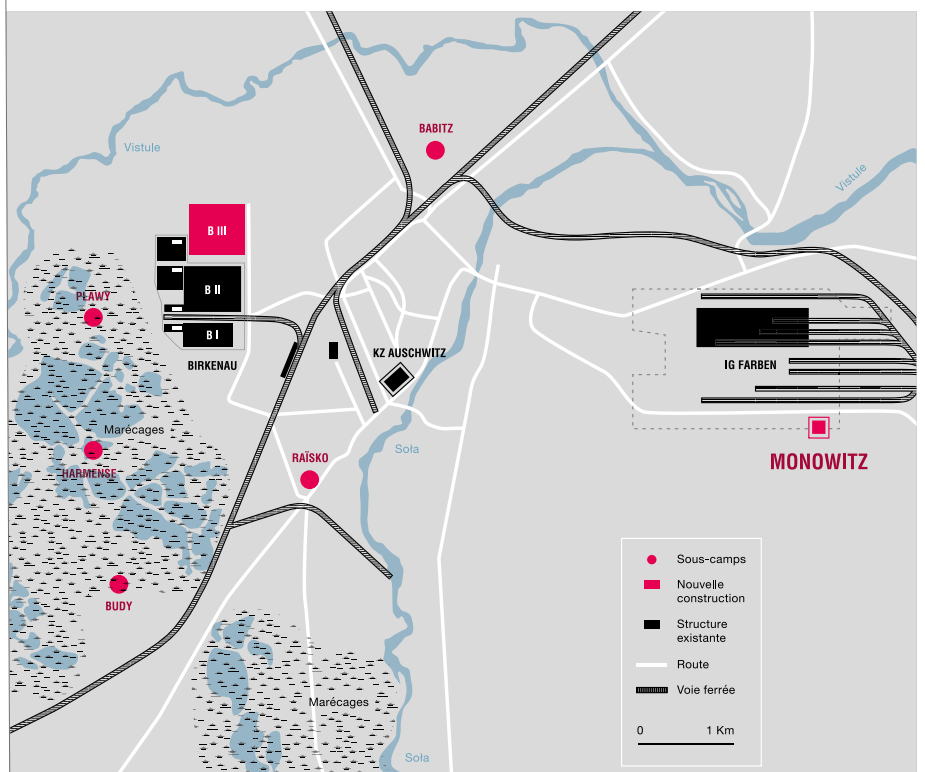 BABITZ
Vistule
Vistule
B III
B II
B I
BIRKENAU
PŁAWY
KZ AUSCHWITZ
IG FARBEN
Marécages
HARMENSE
RAÏSKO
Soła
MONOWITZ
BUDY
Marécages
Soła
Sous-camps
Nouvelle
construction
Structure
existante
Route
Voie ferrée
0 1 Km